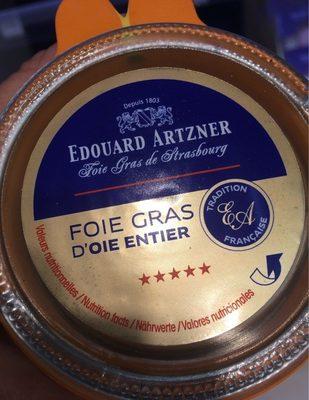 Depuis 1803
EDOUARD ARTZNER
Foie Gras de Strasbourg
FOIE GRAS
D'OIE ENTIER
TRADITION
EA
FRANÇAISE
Valeurs nutritionnelles / Nutrition facts / Nährwerte / Valores nutricionales